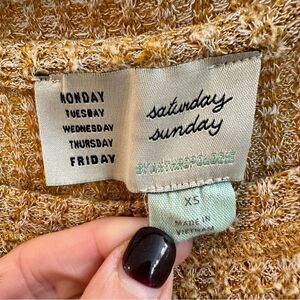 MONDAY
TUESDAY
WEDNESDAY
THURSDAY
FRIDAY
saturday
sunday
BY ANTHROPOLOGIE
XS
MADE IN
VIETNAM